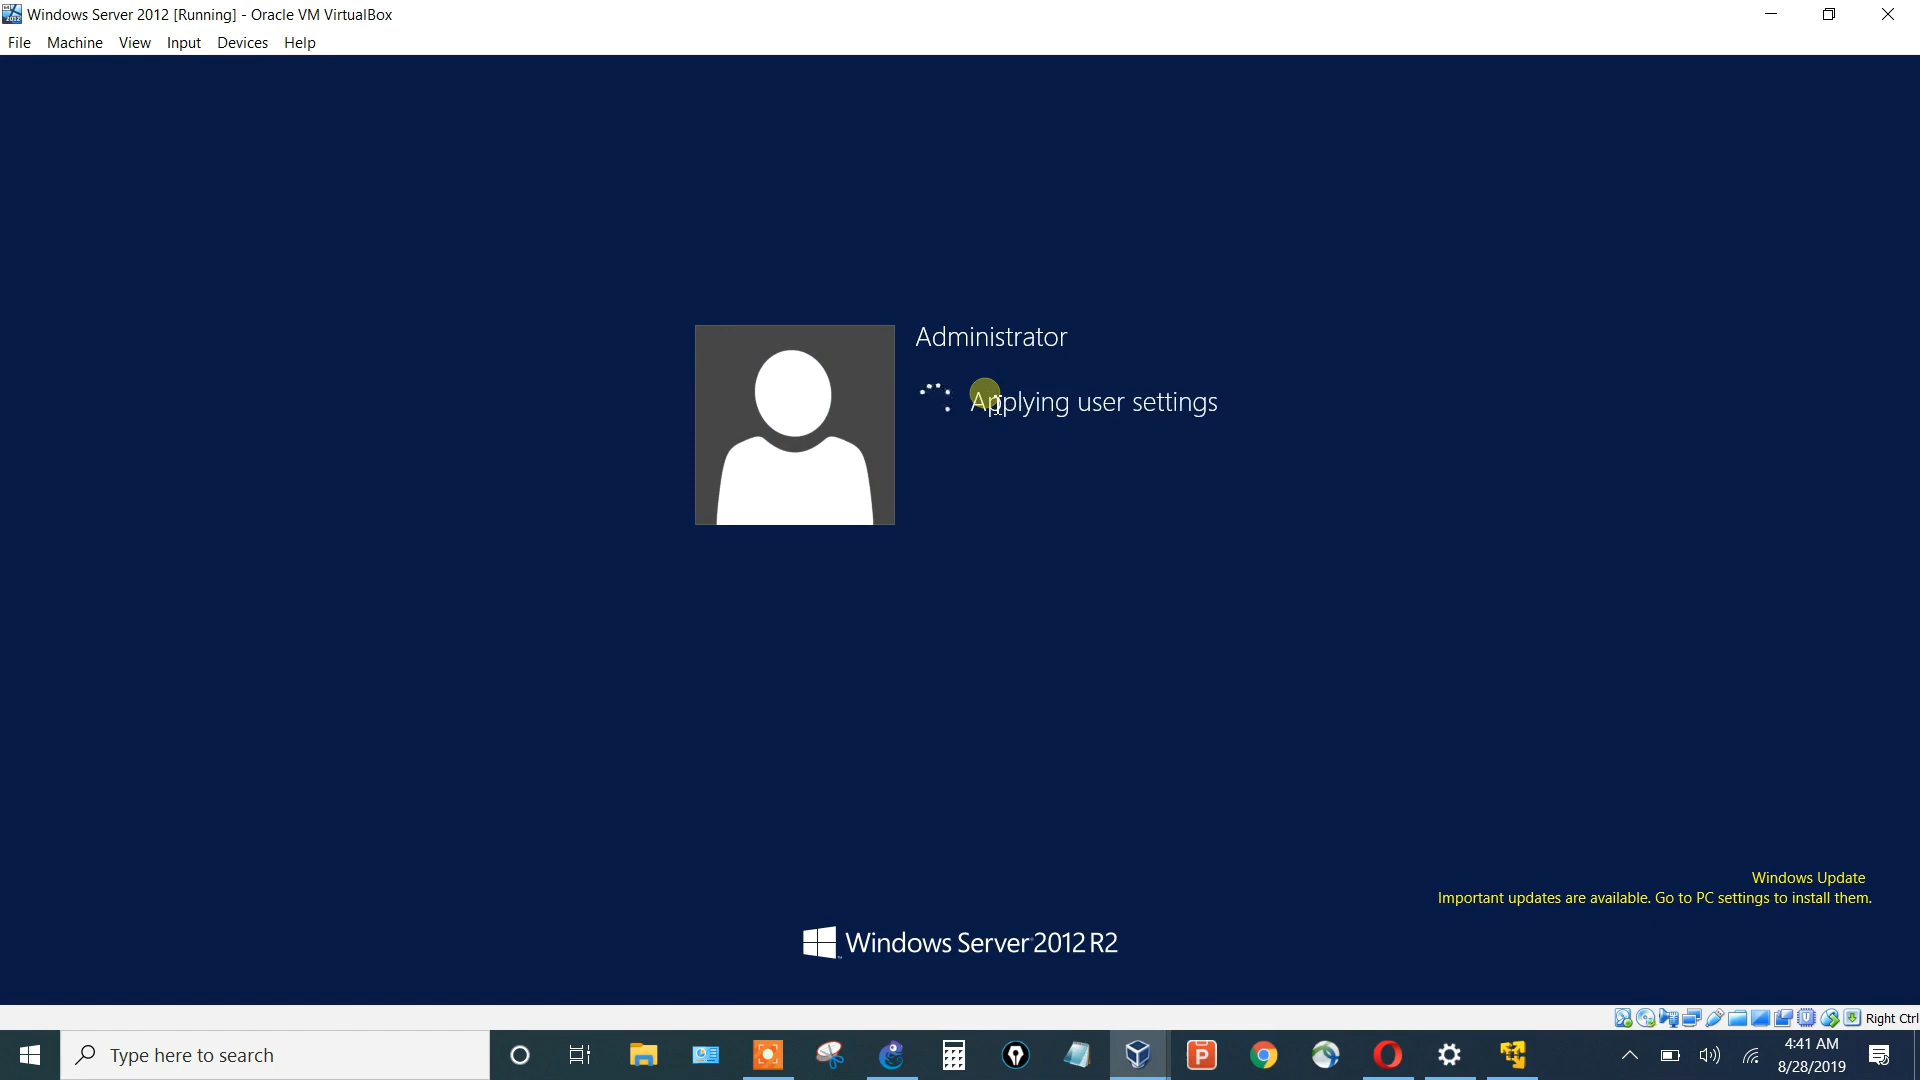 Windows Server 2012 [Running] - Oracle VM VirtualBox
File Machine View Input Devices Help
Administrator
Applying user settings
Windows Update
Important updates are available. Go to PC settings to install them.
Windows Server 2012 R2
Right Ctrl
Type here to search
4:41 AM
8/28/2019